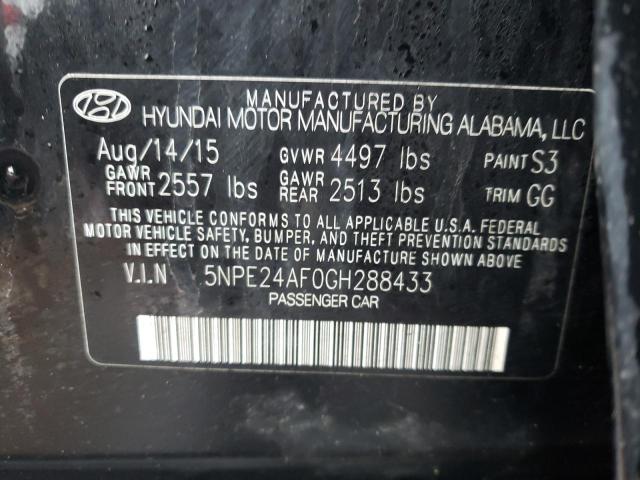 MANUFACTURED BY
HYUNDAI MOTOR MANUFACTURING ALABAMA, LLC
Aug/14/15 GVWR 4497 lbs PAINT S3
GAWR FRONT 2557 lbs GAWR REAR 2513 lbs TRIM GG
THIS VEHICLE CONFORMS TO ALL APPLICABLE U.S.A. FEDERAL
MOTOR VEHICLE SAFETY, BUMPER, AND THEFT PREVENTION STANDARDS
IN EFFECT ON THE DATE OF MANUFACTURE SHOWN ABOVE.
V.I.N 5NPE24AF0GH288433
PASSENGER CAR